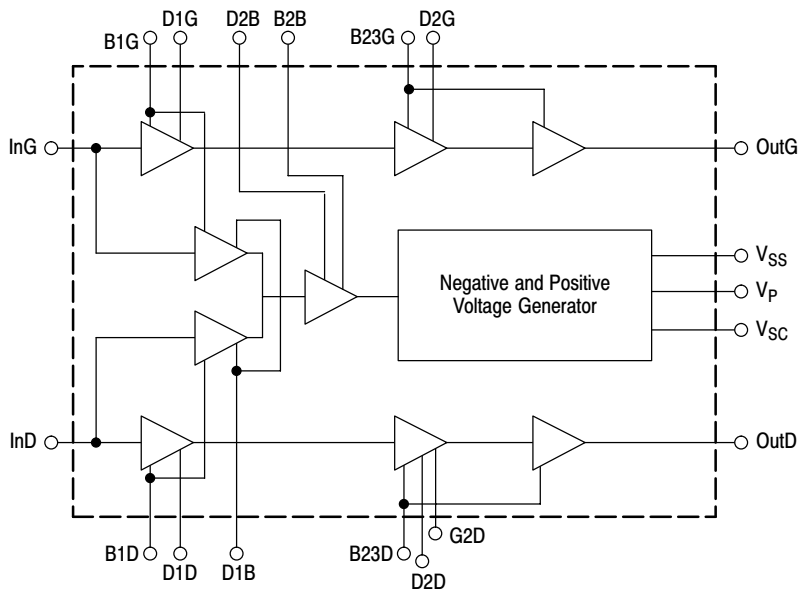 D1G D2B B2B D2G
B1G B23G
InG OutG
Negative and Positive
Voltage Generator
VSS
VP
VSC
InD OutD
G2D
B1D D1D D1B B23D D2D